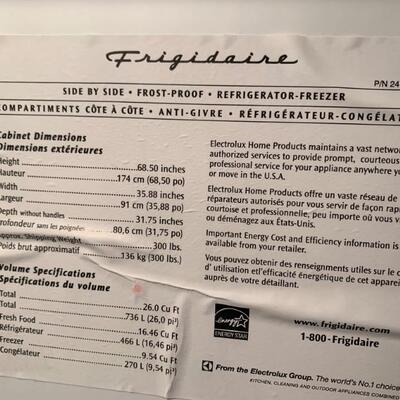 Frigidaire
P/N 24
SIDE BY SIDE • FROST-PROOF • REFRIGERATOR-FREEZER
COMPARTIMENTS CÔTE À CÔTE • ANTI-GIVRE • RÉFRIGÉRATEUR-CONGÉLAT
Cabinet Dimensions
Dimensions extérieures
Height ..... 68.50 inches
Hauteur ..... 174 cm (68,50 po)
Width ..... 35.88 inches
Largeur ..... 91 cm (35,88 po)
Depth without handles ..... 31.75 inches
Profondeur sans les poignées ..... 80,6 cm (31,75 po)
Approx. Shipping Weight ..... 300 lbs.
Poids brut approximatif ..... 136 kg (300 lbs.)
Volume Specifications
Spécifications du volume
Total ..... 26.0 Cu Ft
Total ..... 736 L (26,0 pi³)
Fresh Food ..... 16.46 Cu Ft
Réfrigérateur ..... 466 L (16,46 pi³)
Freezer ..... 9.54 Cu Ft
Congélateur ..... 270 L (9,54 pi³)
Electrolux Home Products maintains a vast network
authorized services to provide prompt, courteous
professional service for your appliance anywhere yo
or move in the U.S.A.
Electrolux Home Products offre un vaste réseau de
réparateurs autorisés pour vous servir de façon rapi
courtoise et professionnelle, peu importe où vous v
ou déménagez aux États-Unis.
Important Energy Cost and Efficiency information is
available from your retailer.
Vous pouvez obtenir des renseignements utiles sur le c
d' utilisation etl'efficacité énergétique de cet appareil
auprès de votre détaillant.
energy
ENERGY STAR
www.frigidaire.com
1-800-Frigidaire
From the Electrolux Group. The world's No.1 choice
KITCHEN, CLEANING AND OUTDOOR APPLIANCES COMBINED